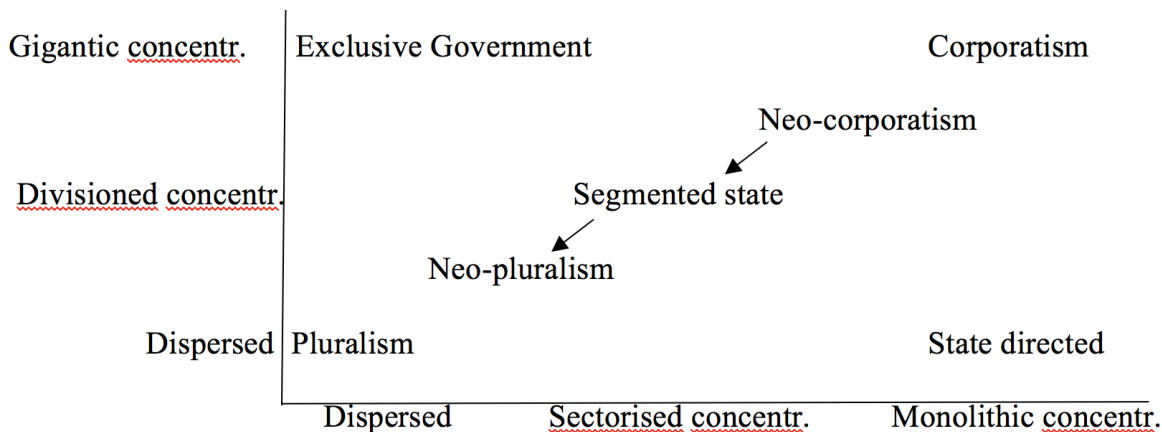 Gigantic concentr. Exclusive Government Corporatism
Neo-corporatism
Divisioned concentr. Segmented state
Neo-pluralism
Dispersed Pluralism State directed
Dispersed Sectorised concentr. Monolithic concentr.